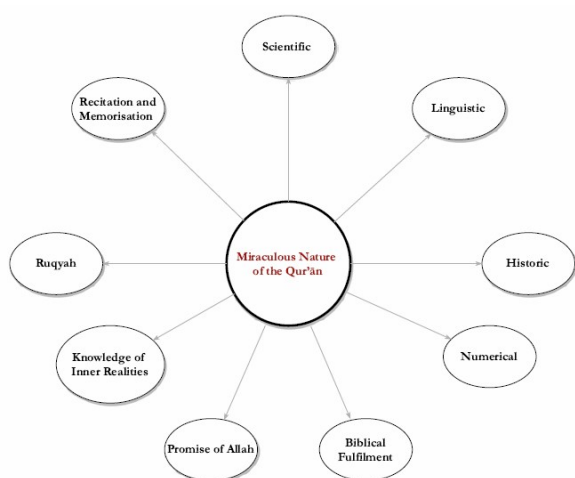 Scientific
Recitation and
Memorisation
Linguistic
Miraculous Nature
of the Qur'ān
Ruqyah
Historic
Knowledge of
Inner Realities
Numerical
Promise of Allah
Biblical
Fulfilment